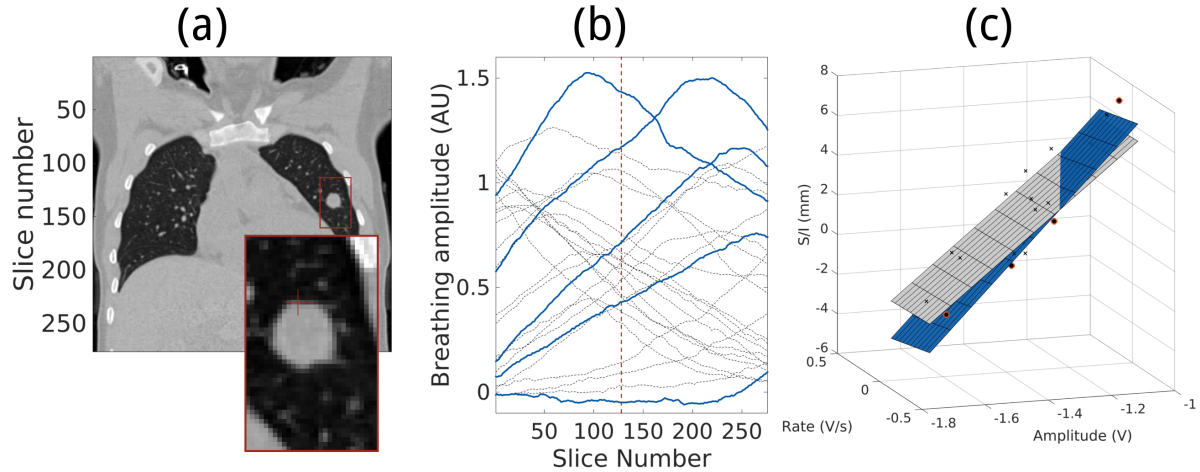 (a)
Slice number
50
100
150
200
250
(b)
Breathing amplitude (AU)
1.5
1
0.5
0
50 100 150 200 250
Slice Number
(c)
S/I (mm)
8
6
4
2
0
-2
-4
-6
0.5
0
-0.5
Rate (V/s)
-1.8
-1.6
-1.4
-1.2
-1
Amplitude (V)